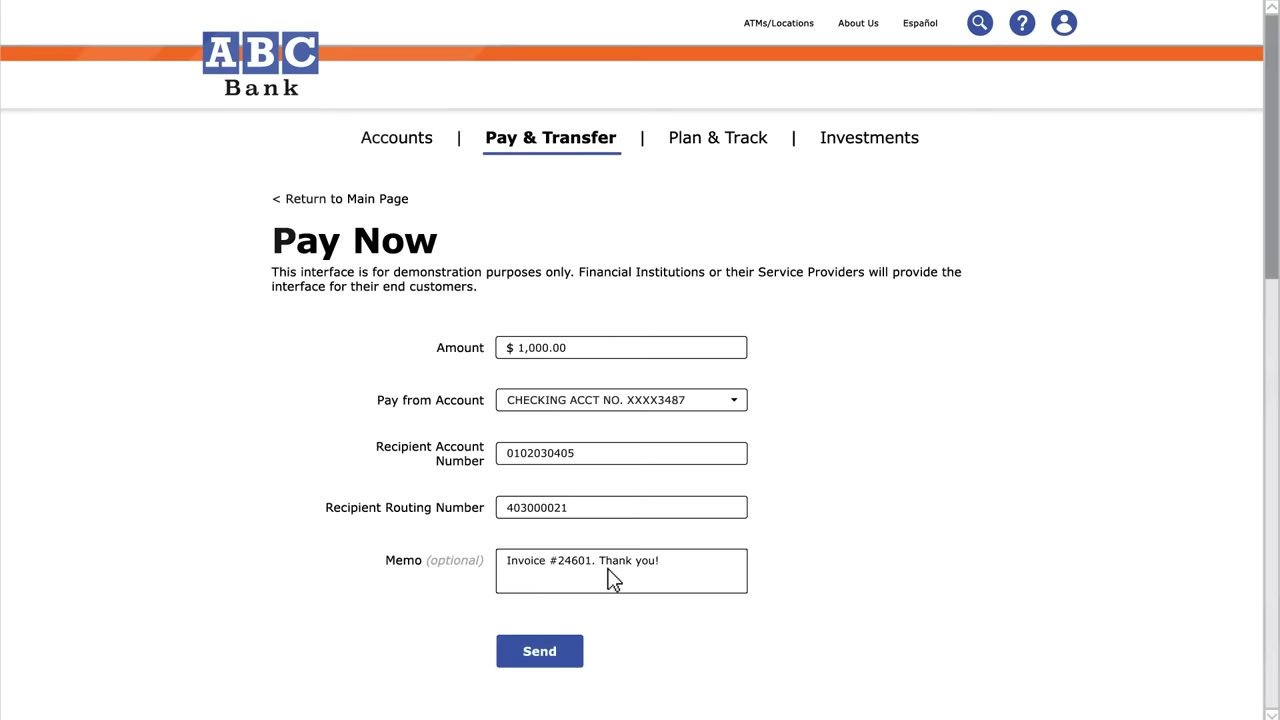 ATMs/Locations About Us Español ?
ABC
Bank
Accounts | Pay & Transfer | Plan & Track | Investments
< Return to Main Page
Pay Now
This interface is for demonstration purposes only. Financial Institutions or their Service Providers will provide the
interface for their end customers.
Amount $ 1,000.00
Pay from Account CHECKING ACCT NO. XXXX3487
Recipient Account
Number 0102030405
Recipient Routing Number 403000021
Memo (optional) Invoice #24601. Thank you!
Send